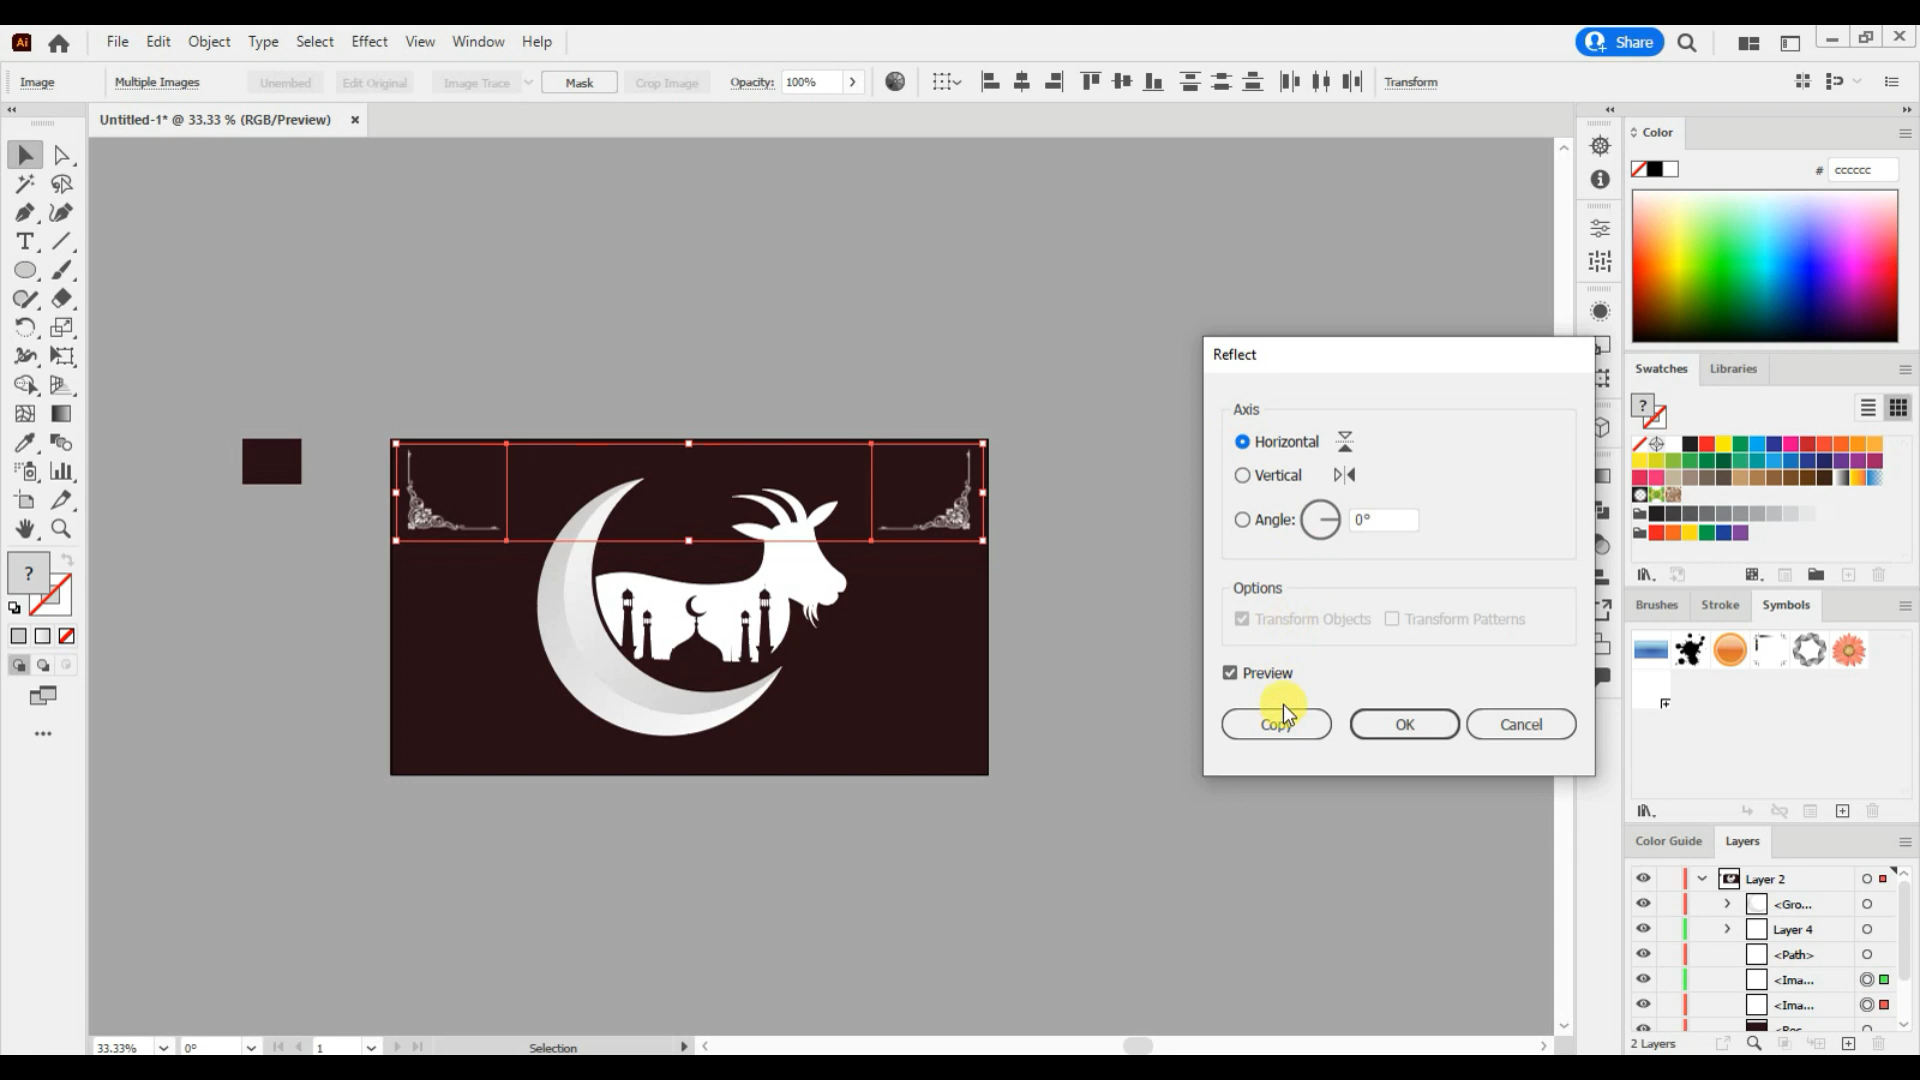 Ai File Edit Object Type Select Effect View Window Help Share
Image Multiple Images Unembed Edit Original Image Trace Mask Crop Image Opacity: 100% Transform
Untitled-1* @ 33.33 % (RGB/Preview)
Color
# cccccc
Reflect
Swatches Libraries
Axis
?
Horizontal
Vertical
Angle: 0°
?
Options
Transform Objects Transform Patterns
Brushes Stroke Symbols
Preview
Copy OK Cancel
Color Guide Layers
Layer 2
<Gro...
Layer 4
<Path>
<Ima...
<Ima...
<Rec...
33.33% 0° 1 Selection 2 Layers